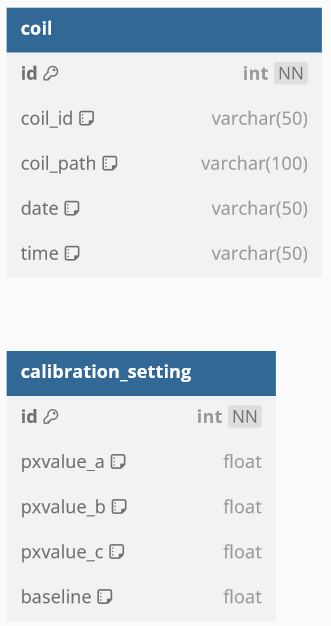 coil
id int NN
coil_id varchar(50)
coil_path varchar(100)
date varchar(50)
time varchar(50)
calibration_setting
id int NN
pxvalue_a float
pxvalue_b float
pxvalue_c float
baseline float